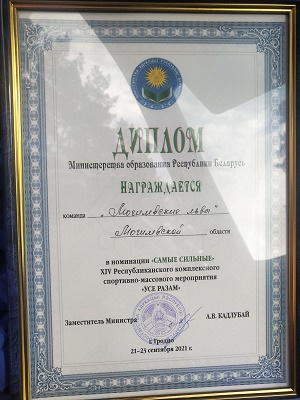 ДИПЛОМ
Министерства образования Республики Беларусь
НАГРАЖДАЕТСЯ
команда „Могилевские львы"
Могилевской области
в номинации «САМЫЕ СИЛЬНЫЕ»
XIV Республиканского комплексного
спортивно-массового мероприятия
«УСЕ РАЗАМ»
Заместитель Министра А.В. КАДЛУБАЙ
г. Гродно
21-23 сентября 2021 г.